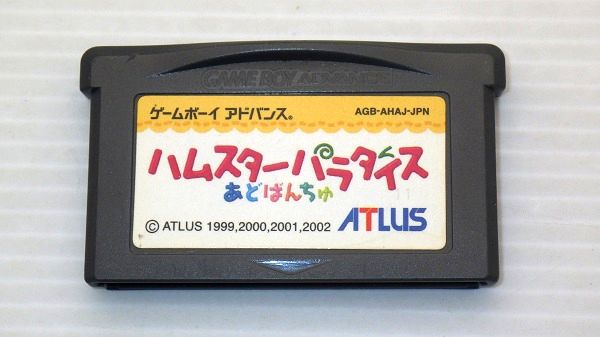 GAME BOY ADVANCE
ゲームボーイ アドバンス®
AGB-AHAJ-JPN
ハムスターパラダイス
あどばんちゅ
© ATLUS 1999,2000,2001,2002
ATLUS